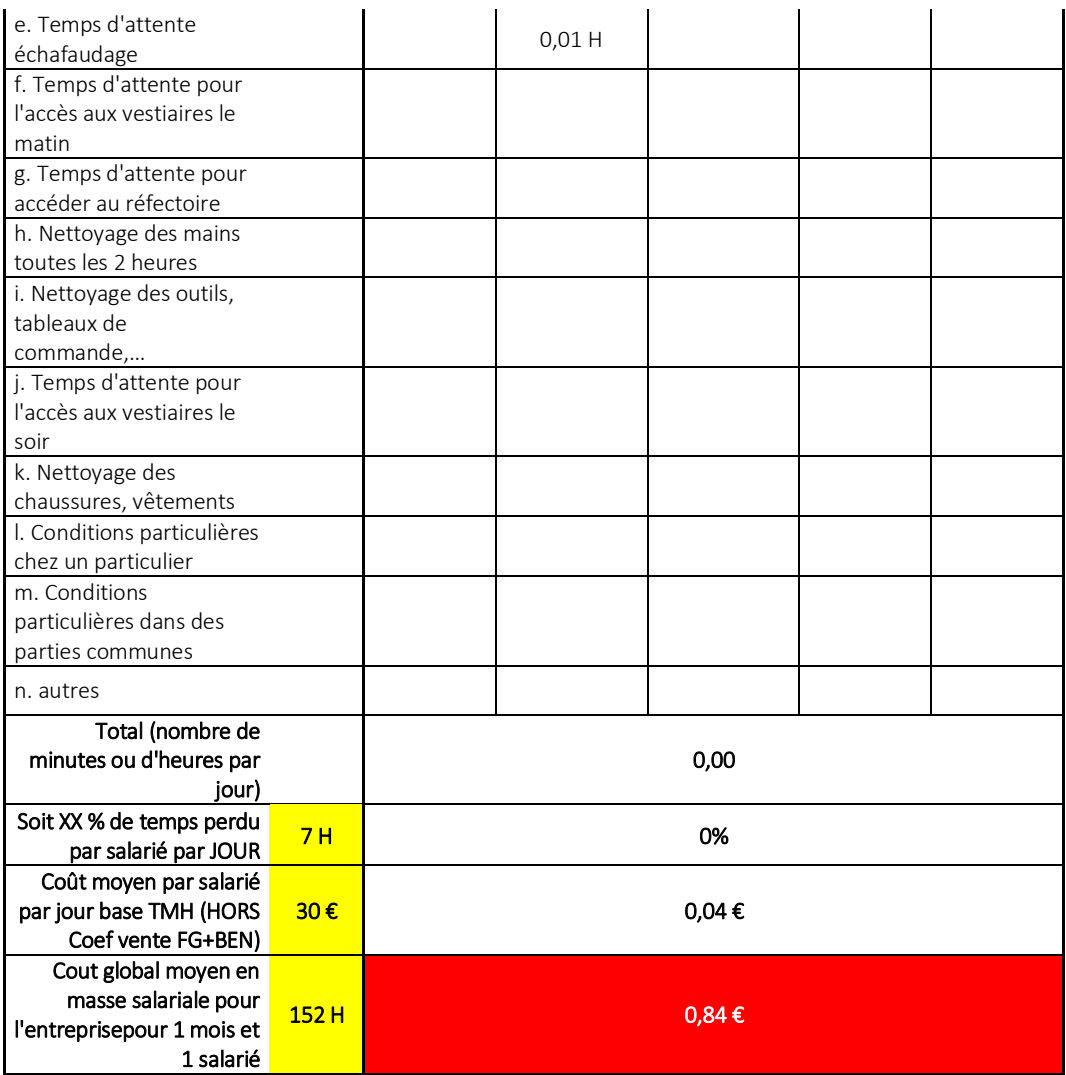 e. Temps d'attente
échafaudage
0,01 H
f. Temps d'attente pour
l'accès aux vestiaires le
matin
g. Temps d'attente pour
accéder au réfectoire
h. Nettoyage des mains
toutes les 2 heures
i. Nettoyage des outils,
tableaux de
commande,...
j. Temps d'attente pour
l'accès aux vestiaires le
soir
k. Nettoyage des
chaussures, vêtements
l. Conditions particulières
chez un particulier
m. Conditions
particulières dans des
parties communes
n. autres
Total (nombre de
minutes ou d'heures par
jour)
0,00
Soit XX % de temps perdu
par salarié par JOUR
7 H
0%
Coût moyen par salarié
par jour base TMH (HORS
Coef vente FG+BEN)
30 €
0,04 €
Cout global moyen en
masse salariale pour
l'entreprisepour 1 mois et
1 salarié
152 H
0,84 €